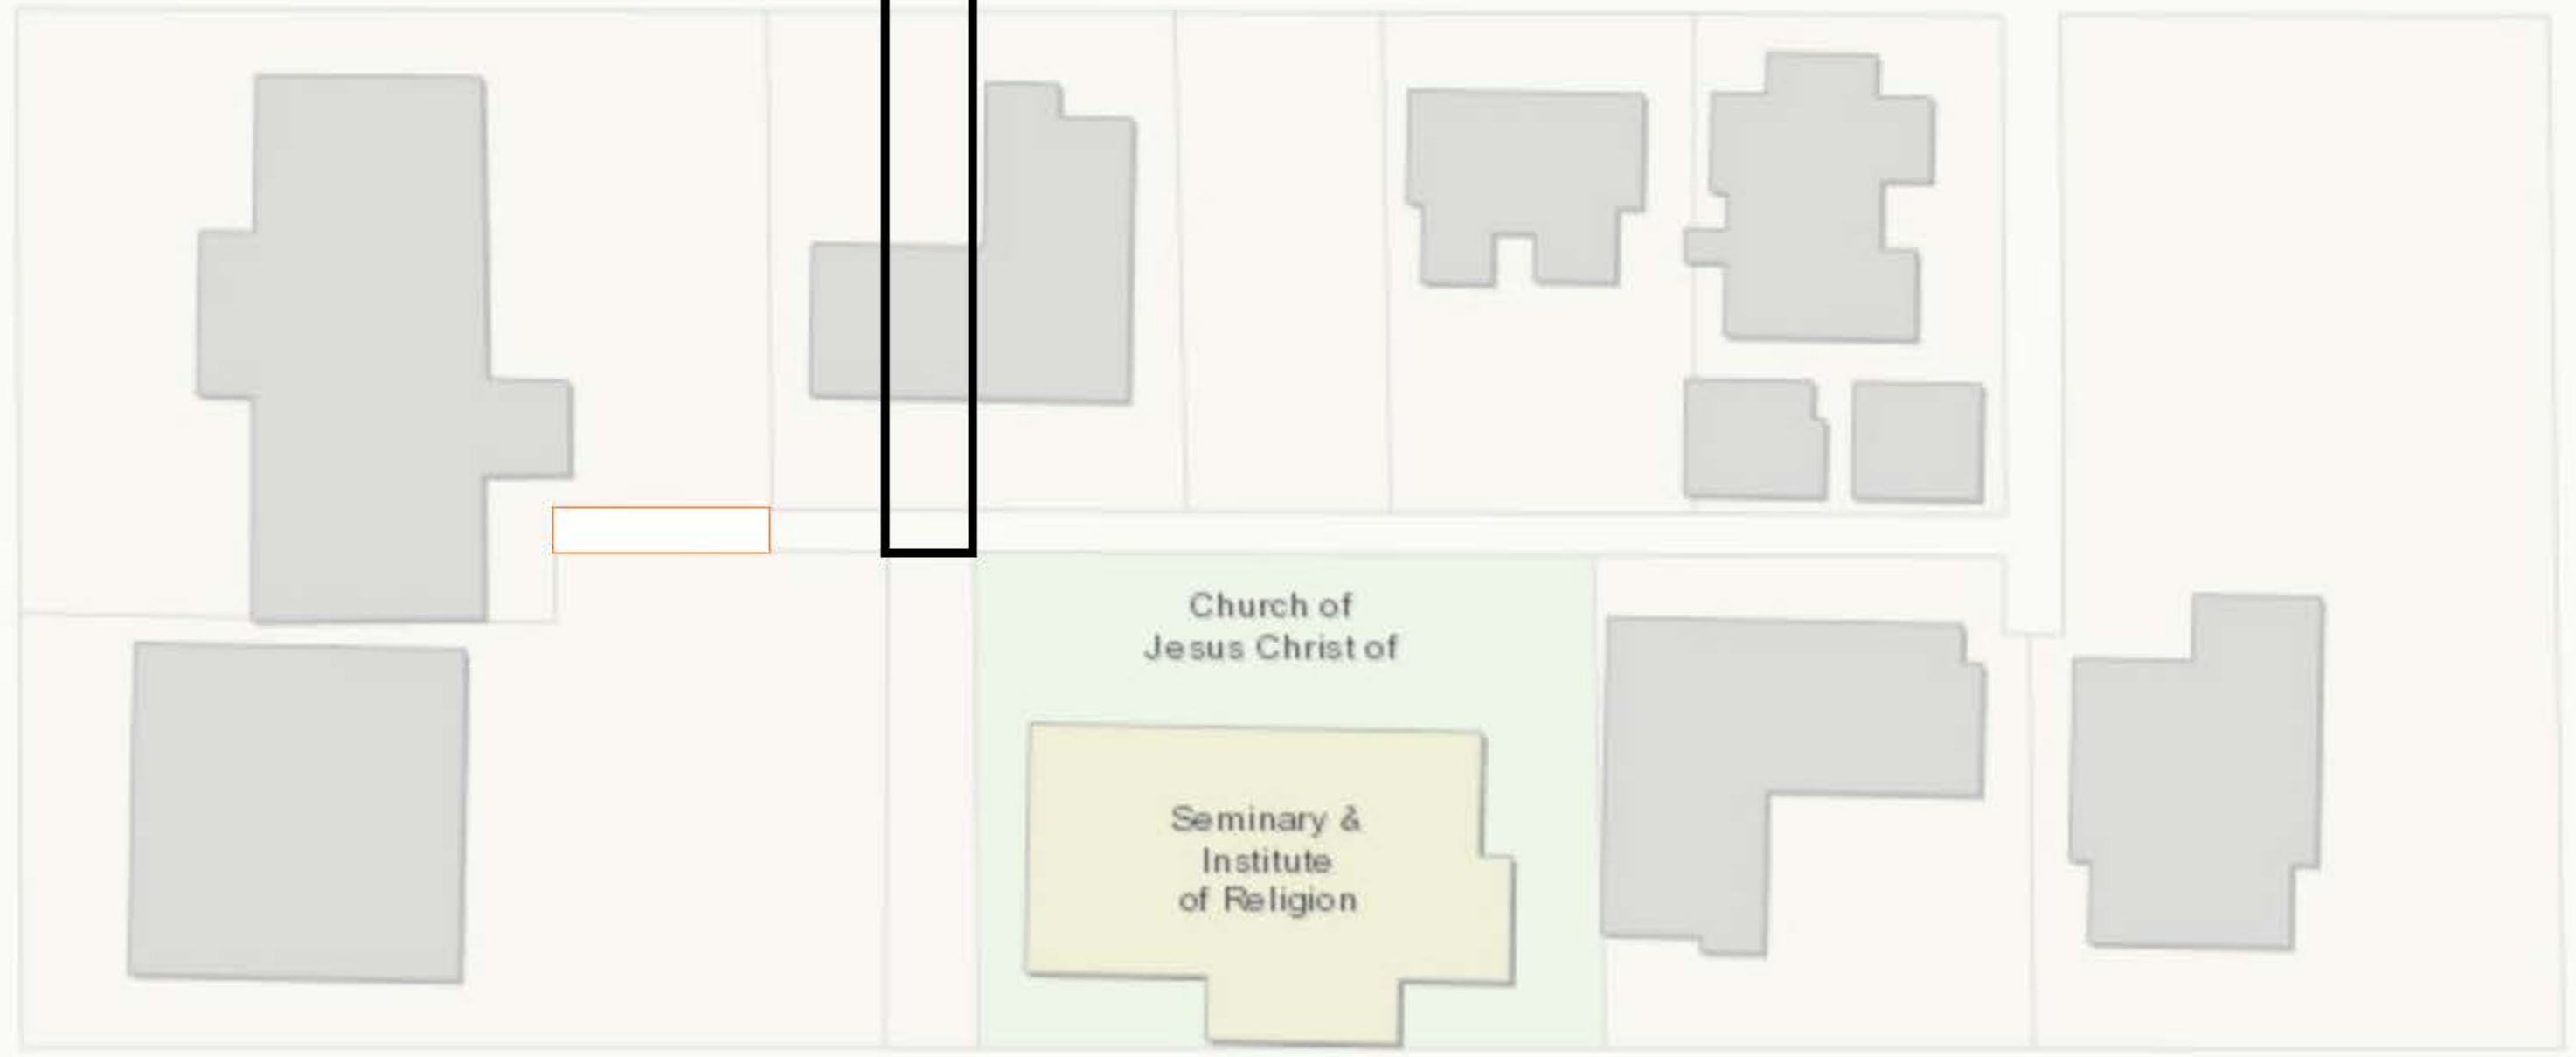 Church of
Jesus Christ of
Seminary &
Institute
of Religion